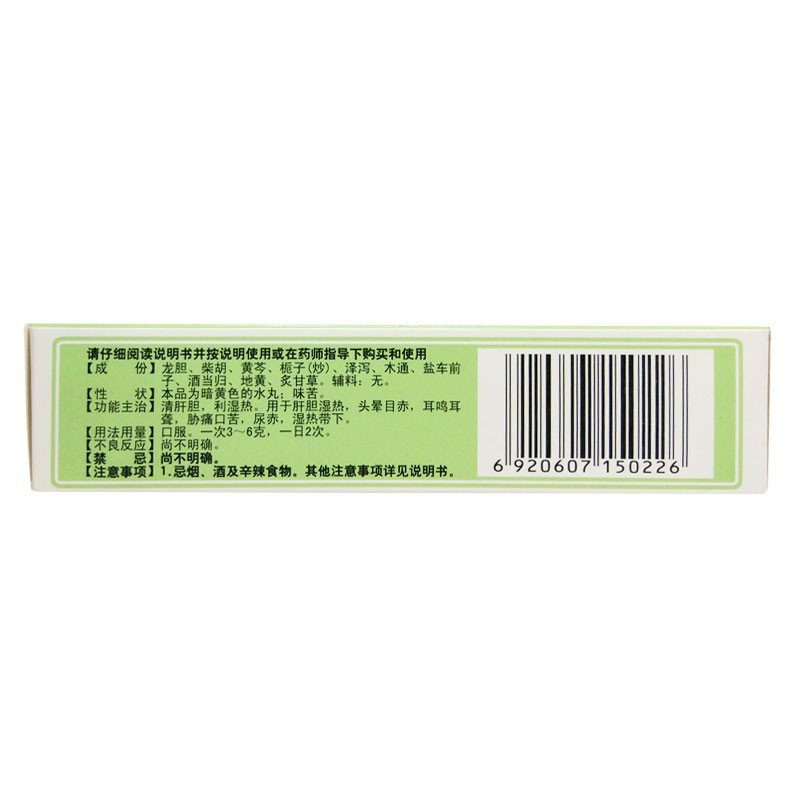 请仔细阅读说明书并按说明使用或在药师指导下购买和使用
【成　份】龙胆、柴胡、黄芩、栀子(炒)、泽泻、木通、盐车前
子、酒当归、地黄、炙甘草。辅料：无。
【性　状】本品为暗黄色的水丸；味苦。
【功能主治】清肝胆，利湿热。用于肝胆湿热，头晕目赤，耳鸣耳
聋，胁痛口苦，尿赤，湿热带下。
【用法用量】口服。一次3～6克，一日2次。
【不良反应】尚不明确。
【禁　忌】尚不明确。
【注意事项】1.忌烟、酒及辛辣食物。其他注意事项详见说明书。
6 920607 150226